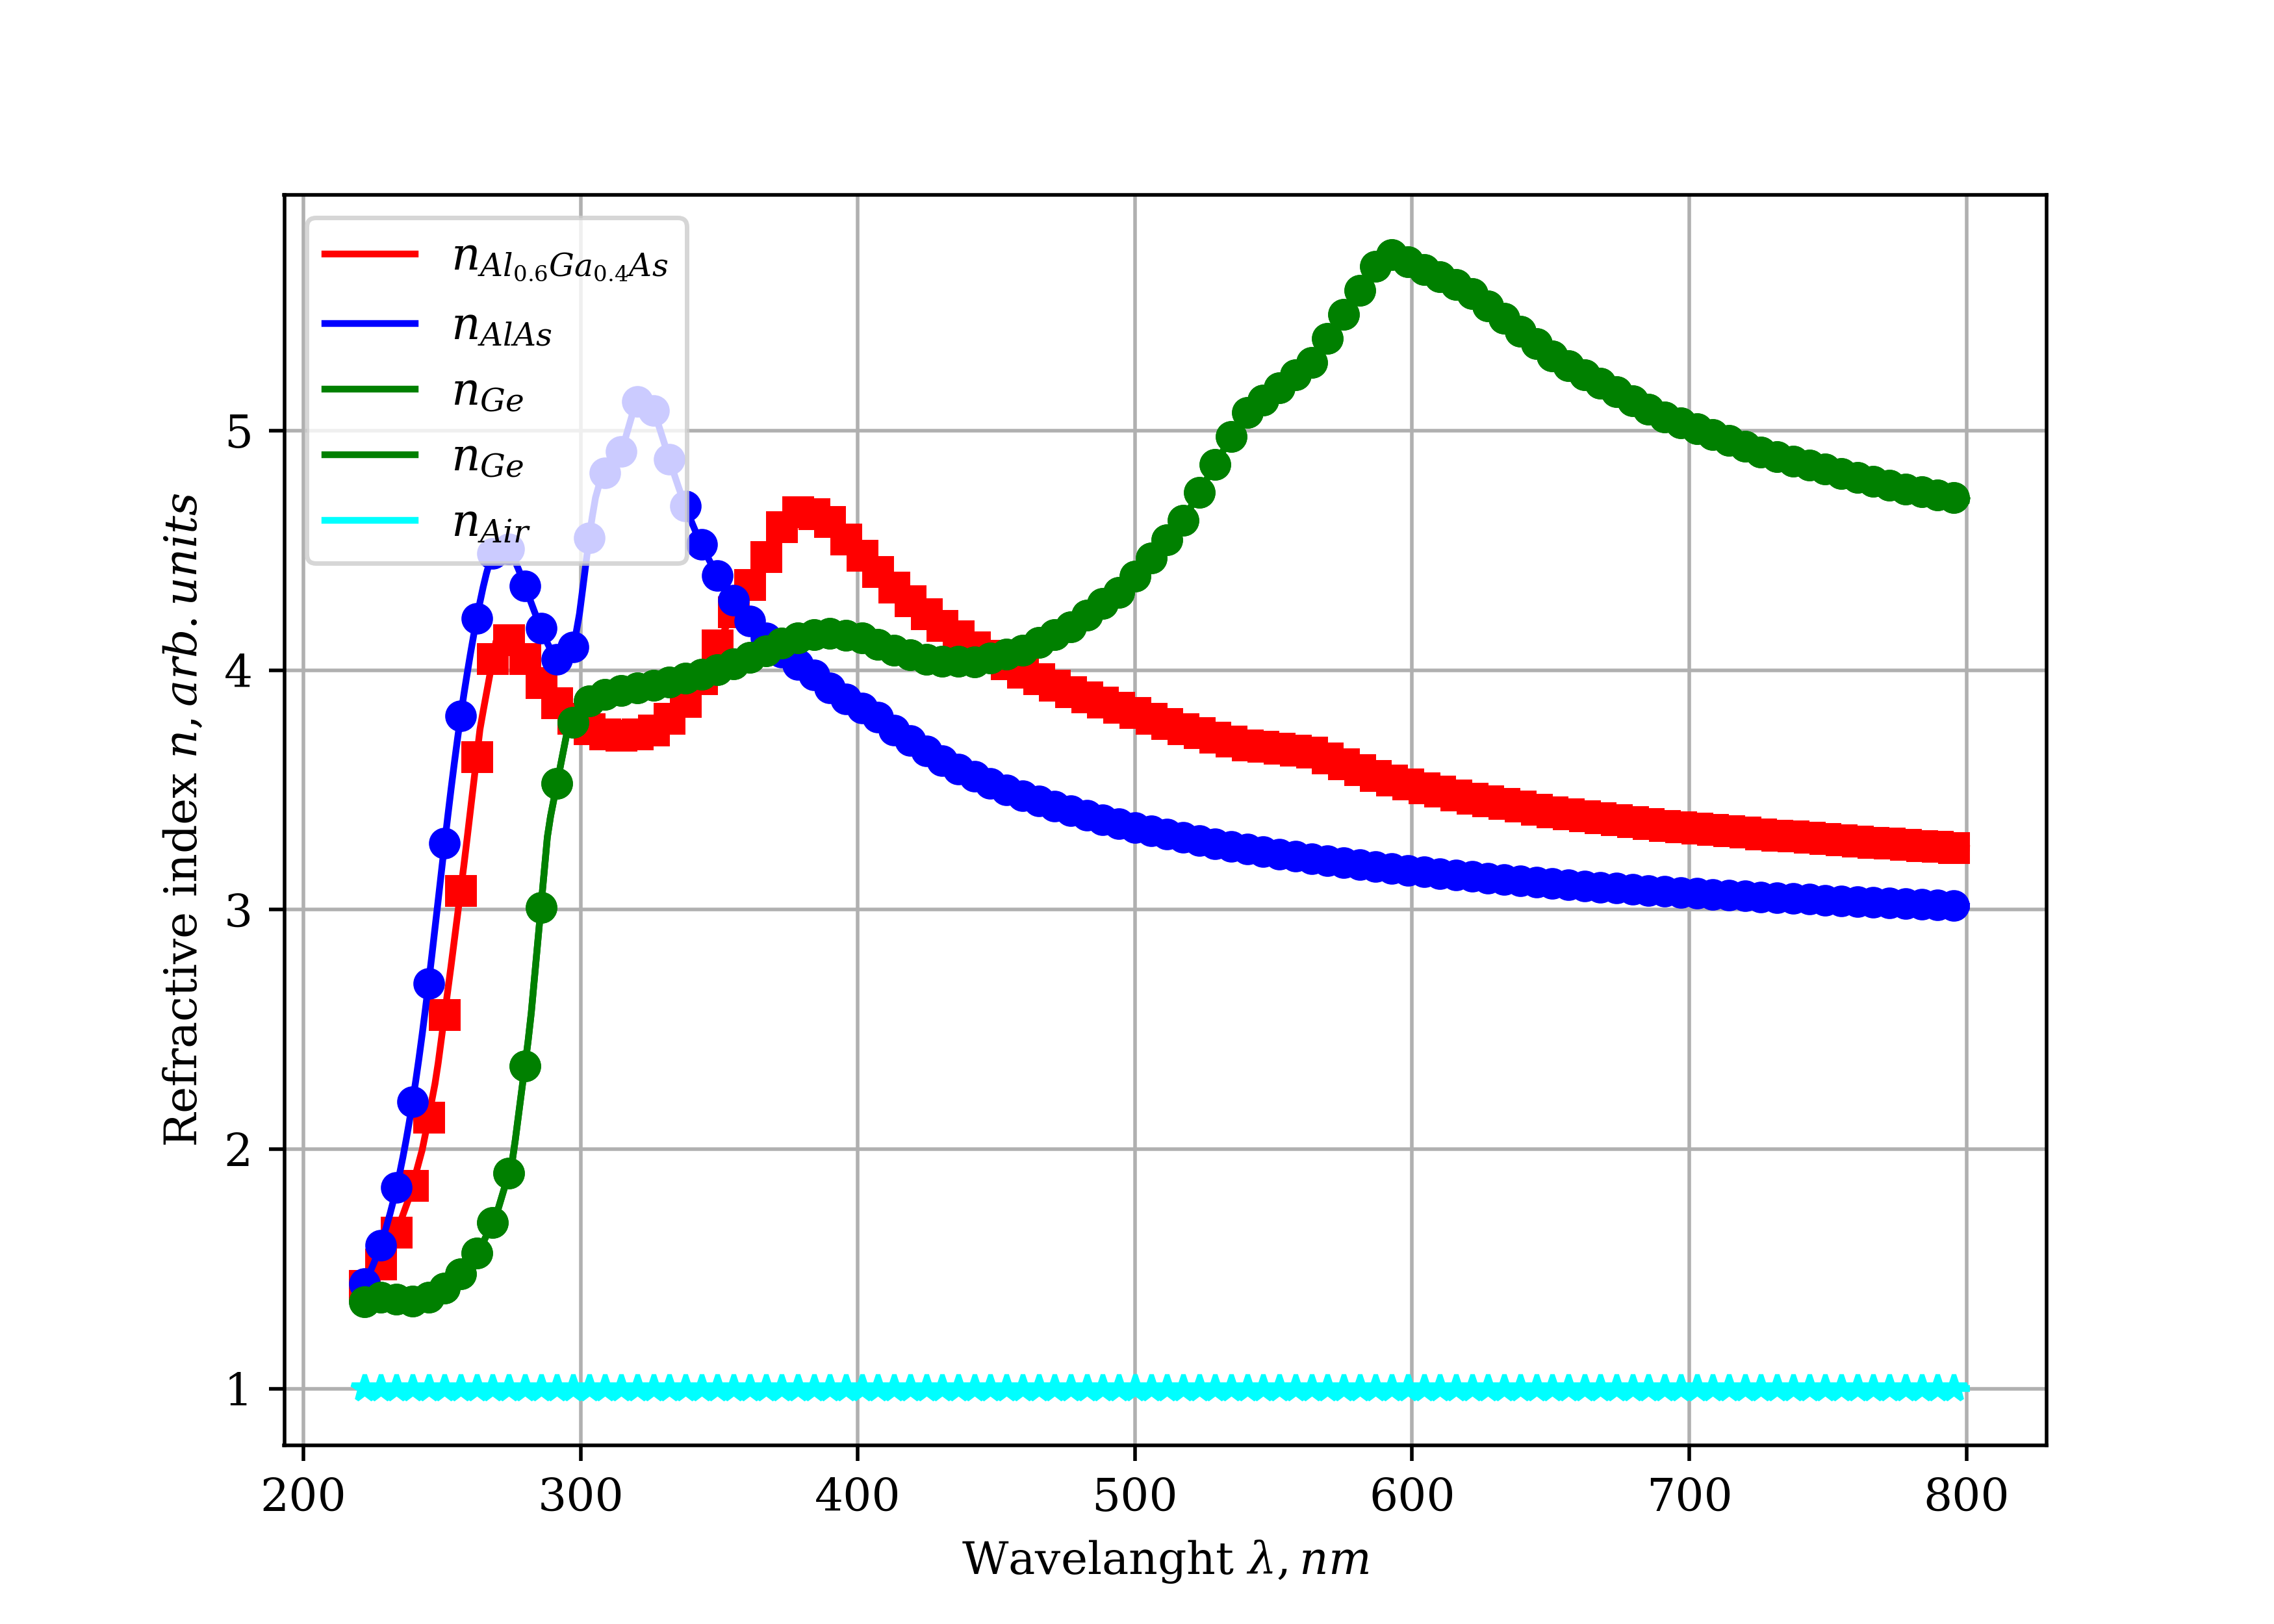 n_{Al_{0.6}Ga_{0.4}As}
n_{AlAs}
n_{Ge}
n_{Ge}
n_{Air}
Refractive index n, arb. units
5
4
3
2
1
200 300 400 500 600 700 800
Wavelanght λ, nm